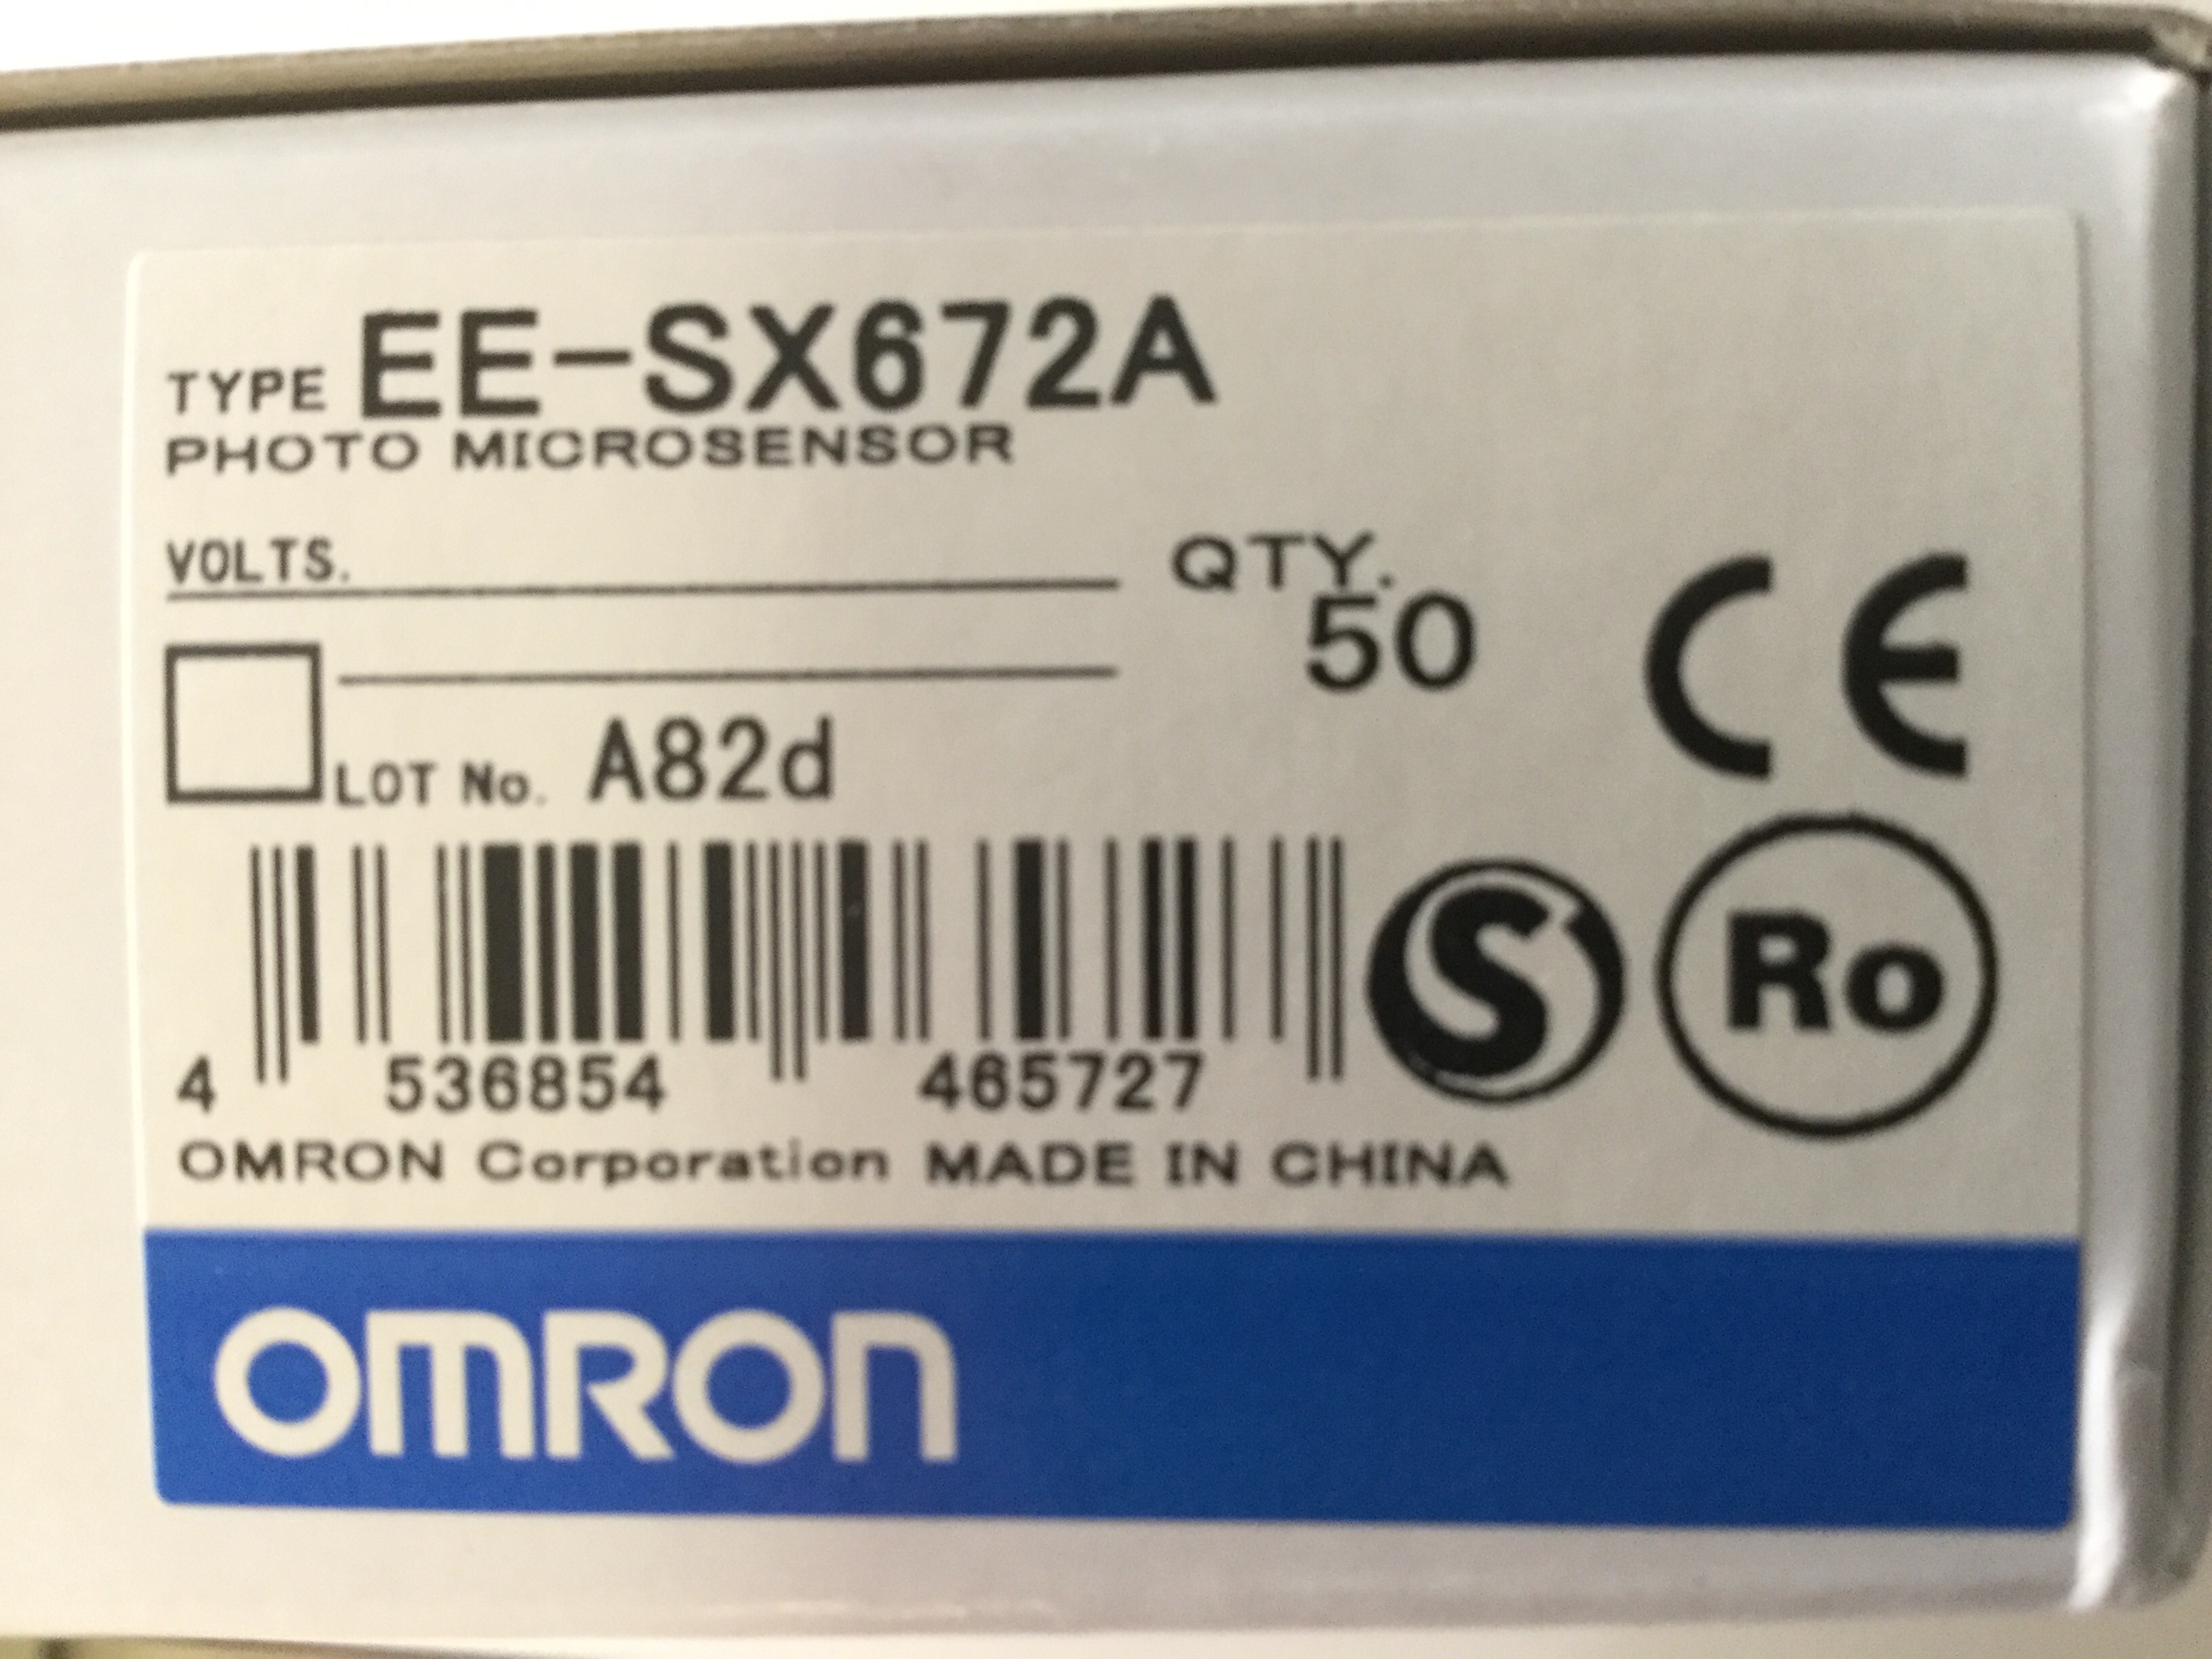 TYPE EE-SX672A
PHOTO MICROSENSOR
VOLTS.
QTY.
50
CE
LOT No. A82d
S
Ro
4 536854 465727
OMRON Corporation MADE IN CHINA
OMRON